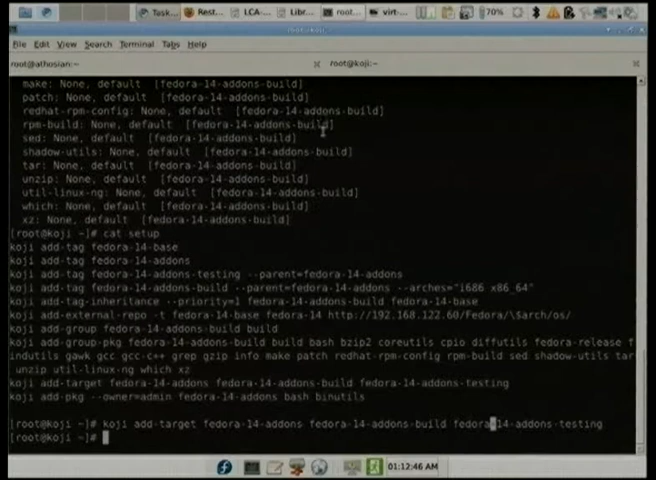 Task...
Rest...
LCA-...
Libr...
root...
virt-...
70%
File Edit View Search Terminal Tabs Help
root@athosian:~
root@koji:~
make: None, default [fedora-14-addons-build]
patch: None, default [fedora-14-addons-build]
redhat-rpm-config: None, default [fedora-14-addons-build]
rpm-build: None, default [fedora-14-addons-build]
sed: None, default [fedora-14-addons-build]
shadow-utils: None, default [fedora-14-addons-build]
tar: None, default [fedora-14-addons-build]
unzip: None, default [fedora-14-addons-build]
util-linux-ng: None, default [fedora-14-addons-build]
which: None, default [fedora-14-addons-build]
xz: None, default [fedora-14-addons-build]
[root@koji ~]# cat setup
koji add-tag fedora-14-base
koji add-tag fedora-14-addons
koji add-tag fedora-14-addons-testing --parent=fedora-14-addons
koji add-tag fedora-14-addons-build --parent=fedora-14-addons --arches="i686 x86_64"
koji add-tag-inheritance --priority=1 fedora-14-addons-build fedora-14-base
koji add-external-repo -t fedora-14-base fedora-14 http://192.168.122.60/Fedora/\$arch/os/
koji add-group fedora-14-addons-build build
koji add-group-pkg fedora-14-addons-build build bash bzip2 coreutils cpio diffutils fedora-release f
indutils gawk gcc gcc-c++ grep gzip info make patch redhat-rpm-config rpm-build sed shadow-utils tar
unzip util-linux-ng which xz
koji add-target fedora-14-addons fedora-14-addons-build fedora-14-addons-testing
koji add-pkg --owner=admin fedora-14-addons bash binutils
[root@koji ~]# koji add-target fedora-14-addons fedora-14-addons-build fedora-14-addons-testing
[root@koji ~]#
01:12:46 AM